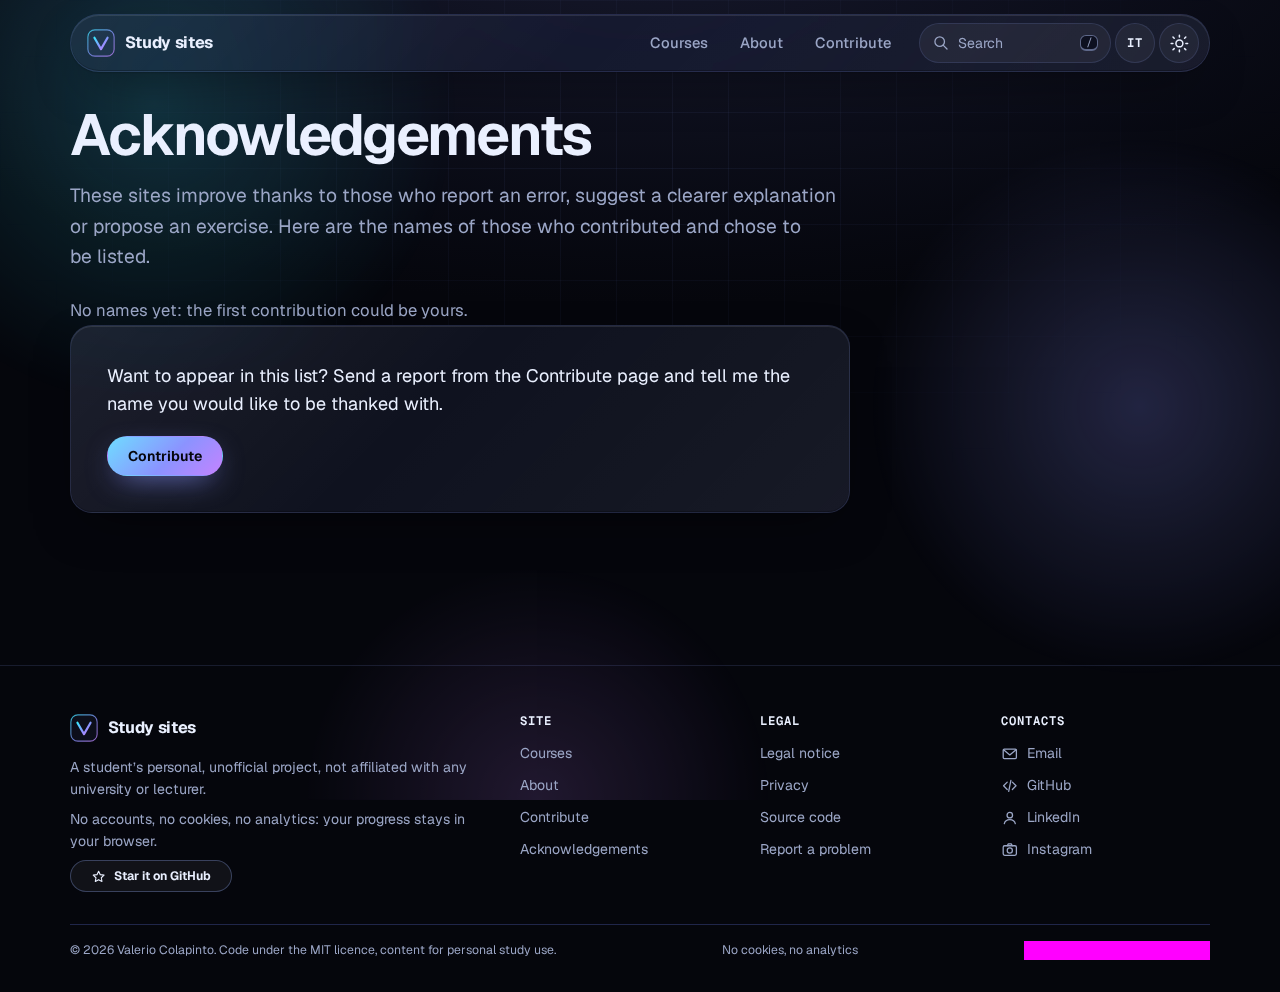 Study sites
Courses
About
Contribute
Search
/
IT
Acknowledgements
These sites improve thanks to those who report an error, suggest a clearer explanation
or propose an exercise. Here are the names of those who contributed and chose to
be listed.
No names yet: the first contribution could be yours.
Want to appear in this list? Send a report from the Contribute page and tell me the
name you would like to be thanked with.
Contribute
Study sites
A student's personal, unofficial project, not affiliated with any
university or lecturer.
No accounts, no cookies, no analytics: your progress stays in
your browser.
Star it on GitHub
SITE
Courses
About
Contribute
Acknowledgements
LEGAL
Legal notice
Privacy
Source code
Report a problem
CONTACTS
Email
GitHub
LinkedIn
Instagram
© 2026 Valerio Colapinto. Code under the MIT licence, content for personal study use.
No cookies, no analytics